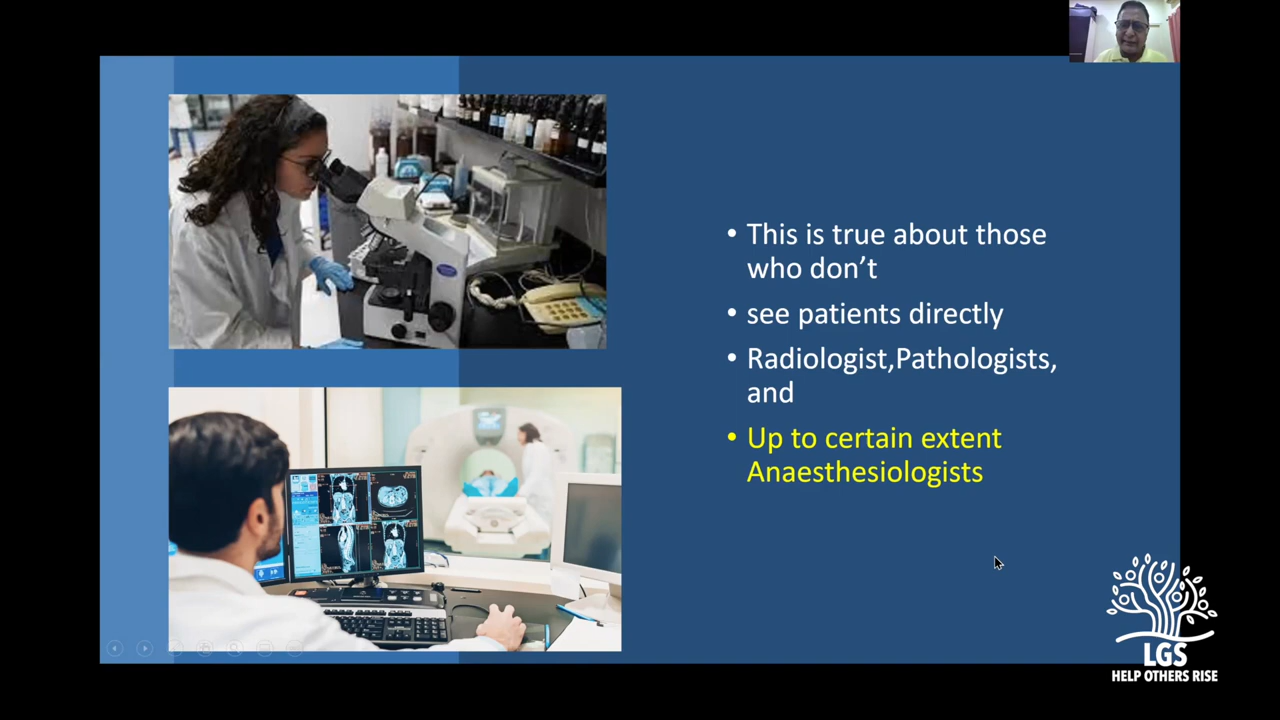 • This is true about those
who don’t
• see patients directly
• Radiologist,Pathologists,
and
• Up to certain extent
Anaesthesiologists
LGS
HELP OTHERS RISE